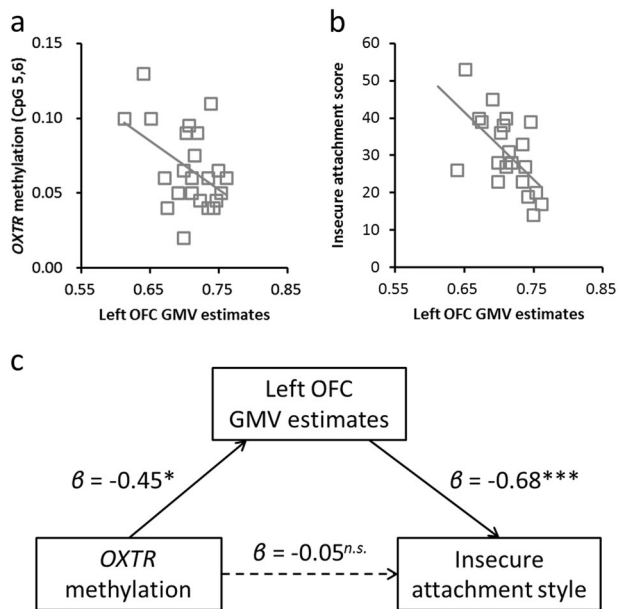 a
0.15
0.10
0.05
0.00
OXTR methylation (CpG 5,6)
0.55 0.65 0.75 0.85
Left OFC GMV estimates
b
60
50
40
30
20
10
0
Insecure attachment score
0.55 0.65 0.75 0.85
Left OFC GMV estimates
c
Left OFC
GMV estimates
β = -0.45*
β = -0.68***
OXTR
methylation
β = -0.05n.s.
Insecure
attachment style